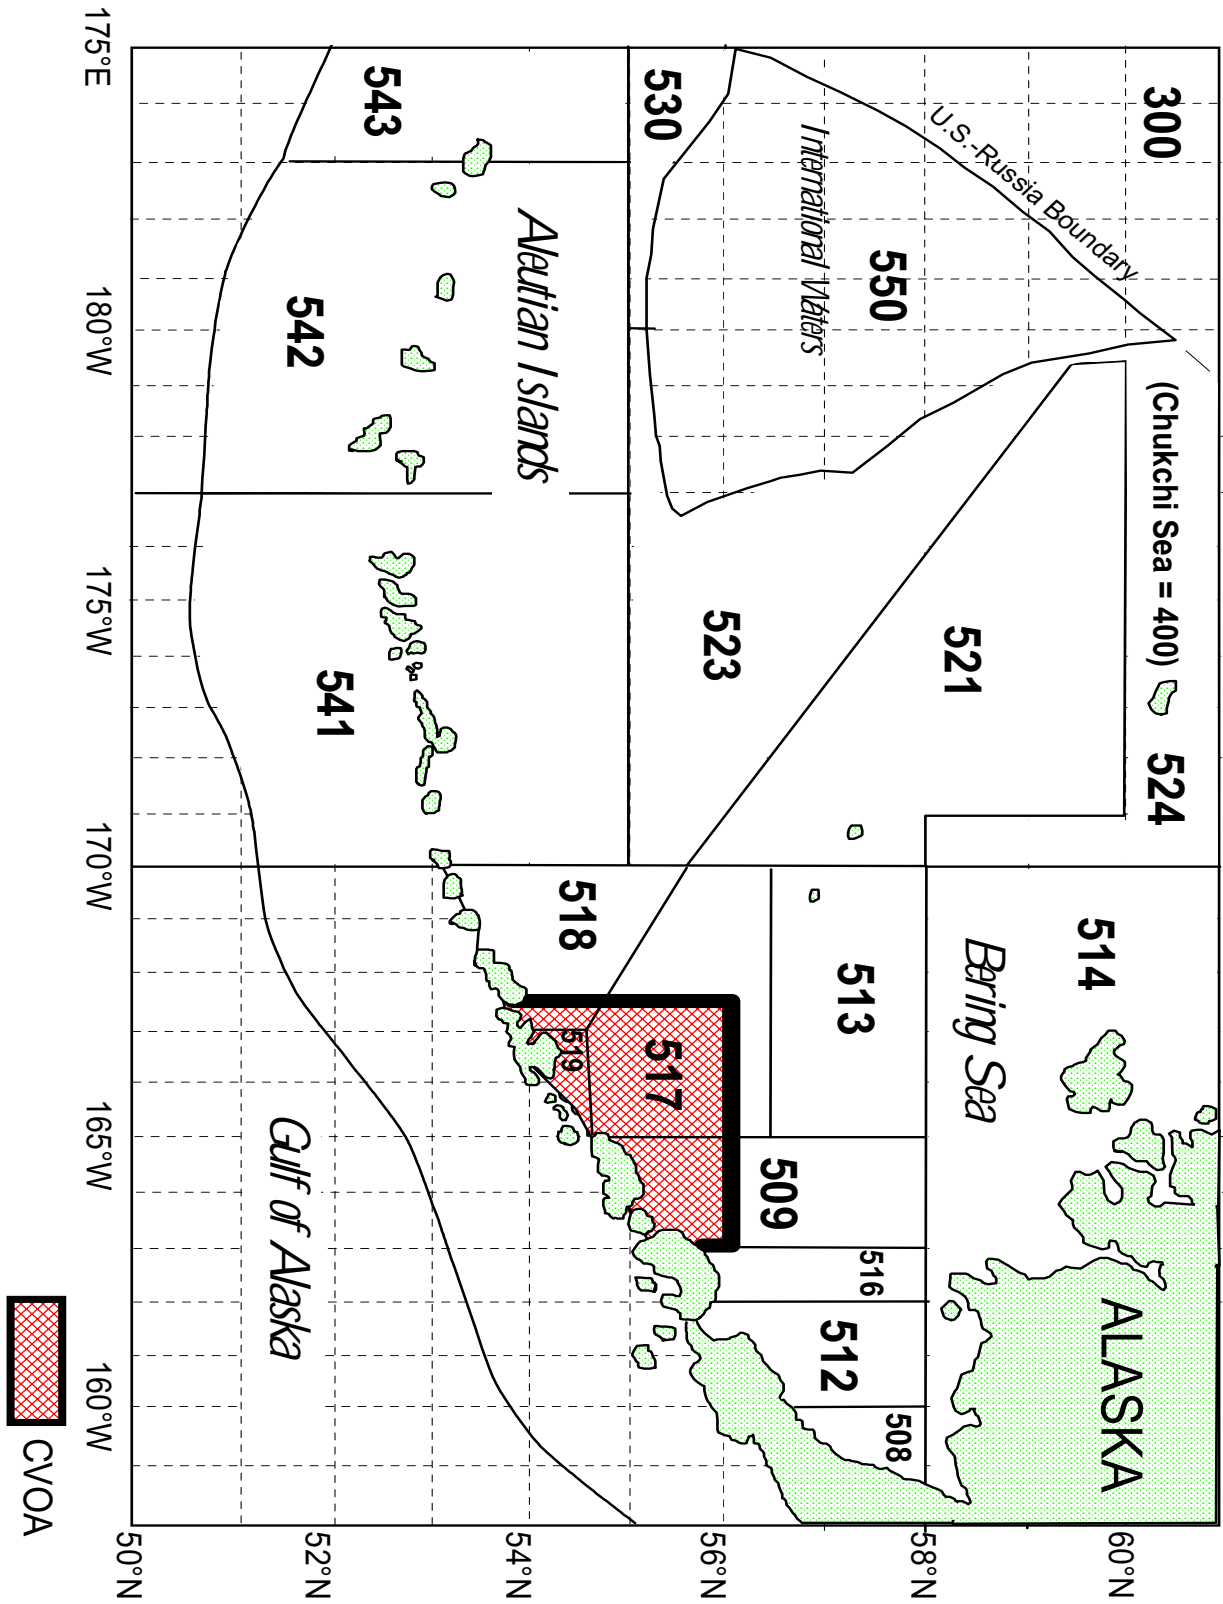 300
(Chukchi Sea = 400)
524
514
ALASKA
U.S.-Russia Boundary
550
International Waters
521
Bering Sea
513
516
508
512
509
530
523
517
518
519
543
Aleutian Islands
542
541
Gulf of Alaska
60°N
58°N
56°N
54°N
52°N
50°N
175°E
180°W
175°W
170°W
165°W
160°W
CVOA